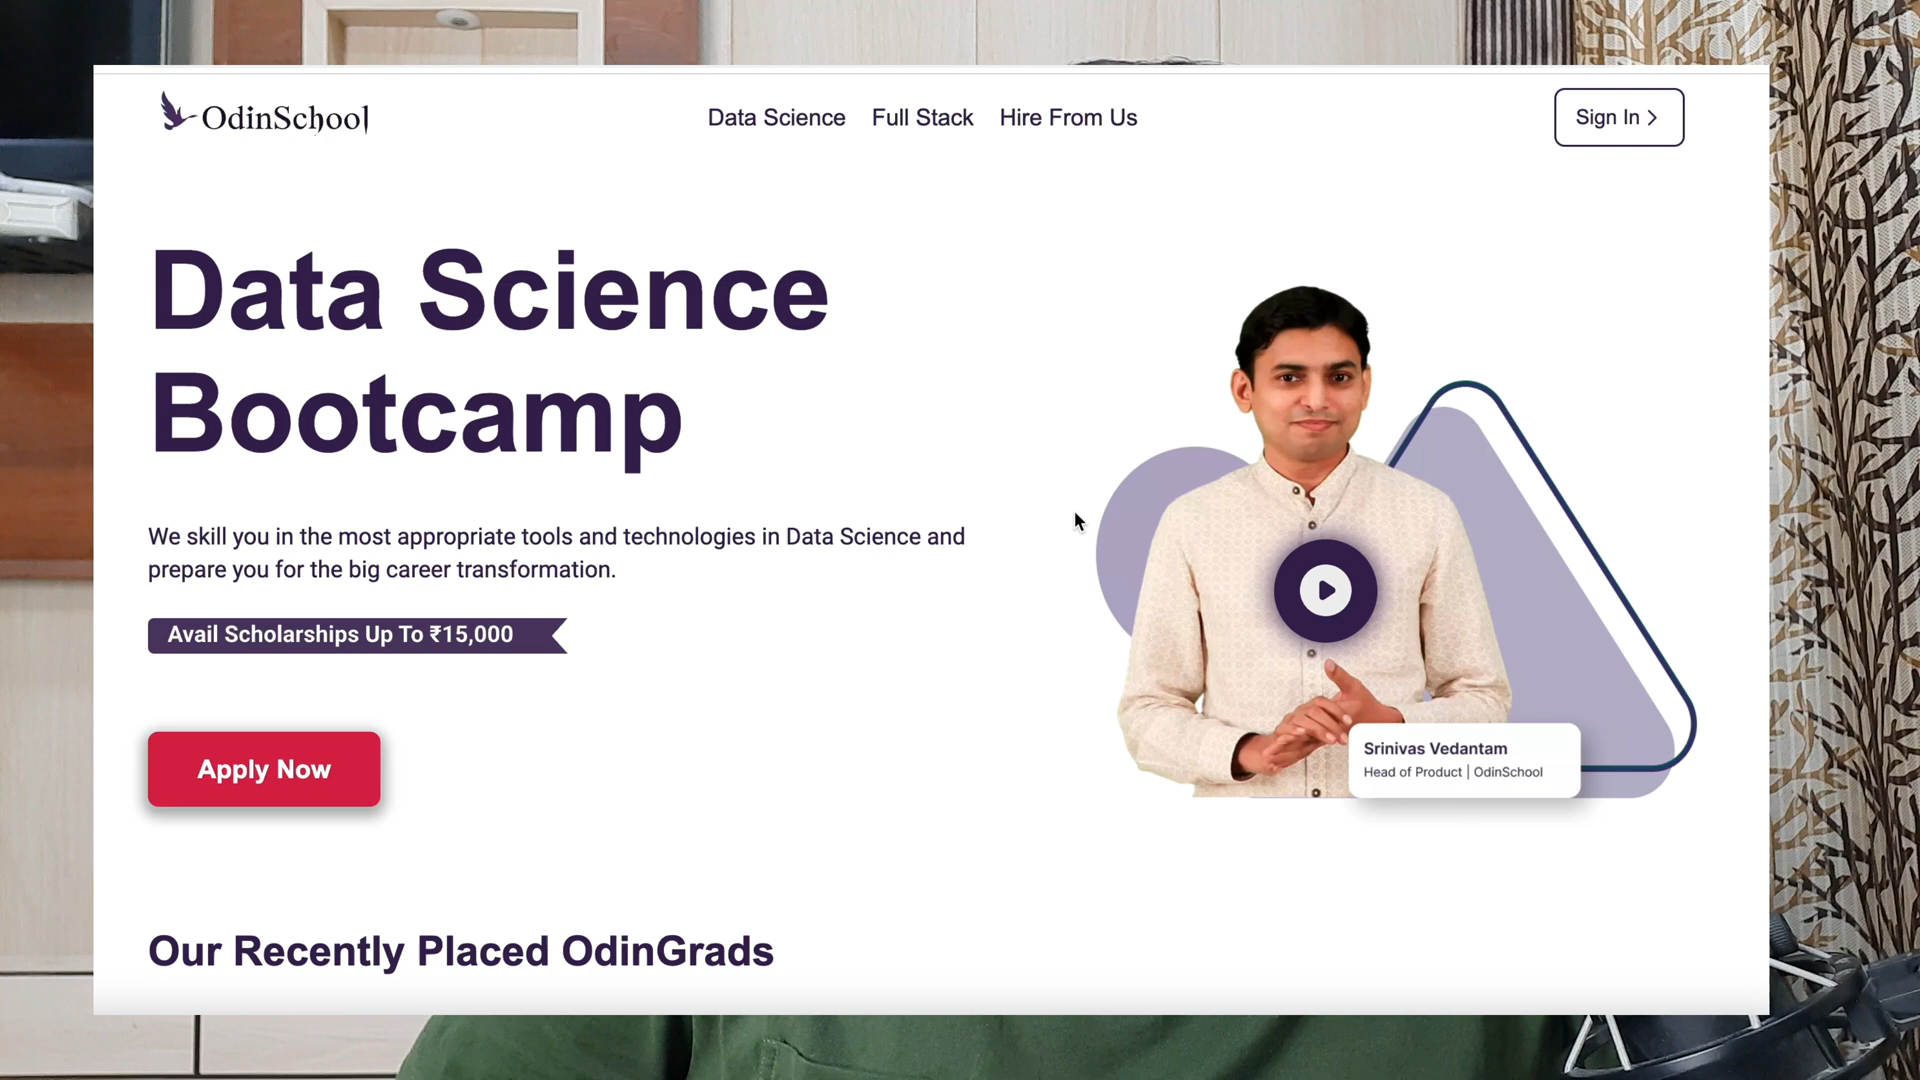 OdinSchool
Data Science
Full Stack
Hire From Us
Sign In
Data Science
Bootcamp
We skill you in the most appropriate tools and technologies in Data Science and
prepare you for the big career transformation.
Avail Scholarships Up To ₹15,000
Apply Now
Srinivas Vedantam
Head of Product | OdinSchool
Our Recently Placed OdinGrads